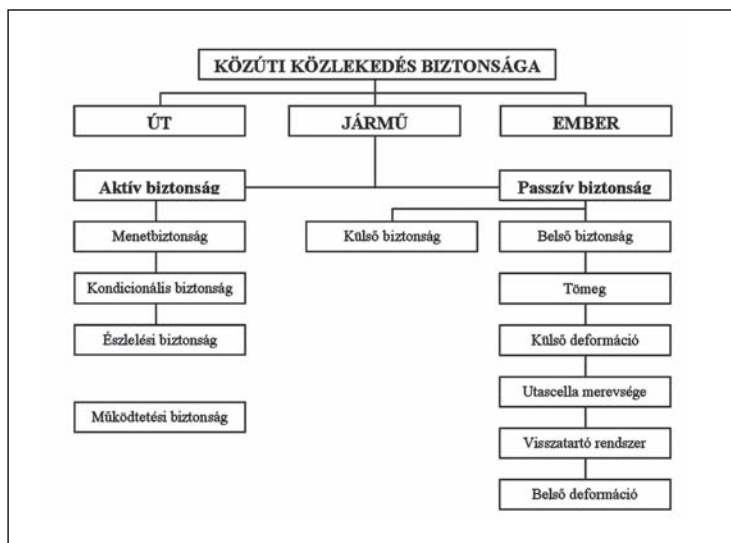 KÖZÚTI KÖZLEKEDÉS BIZTONSÁGA
ÚT
JÁRMŰ
EMBER
Aktív biztonság
Passzív biztonság
Menetbiztonság
Külső biztonság
Belső biztonság
Kondicionális biztonság
Tömeg
Észlelési biztonság
Külső deformáció
Utascella merevsége
Működtetési biztonság
Visszatartó rendszer
Belső deformáció